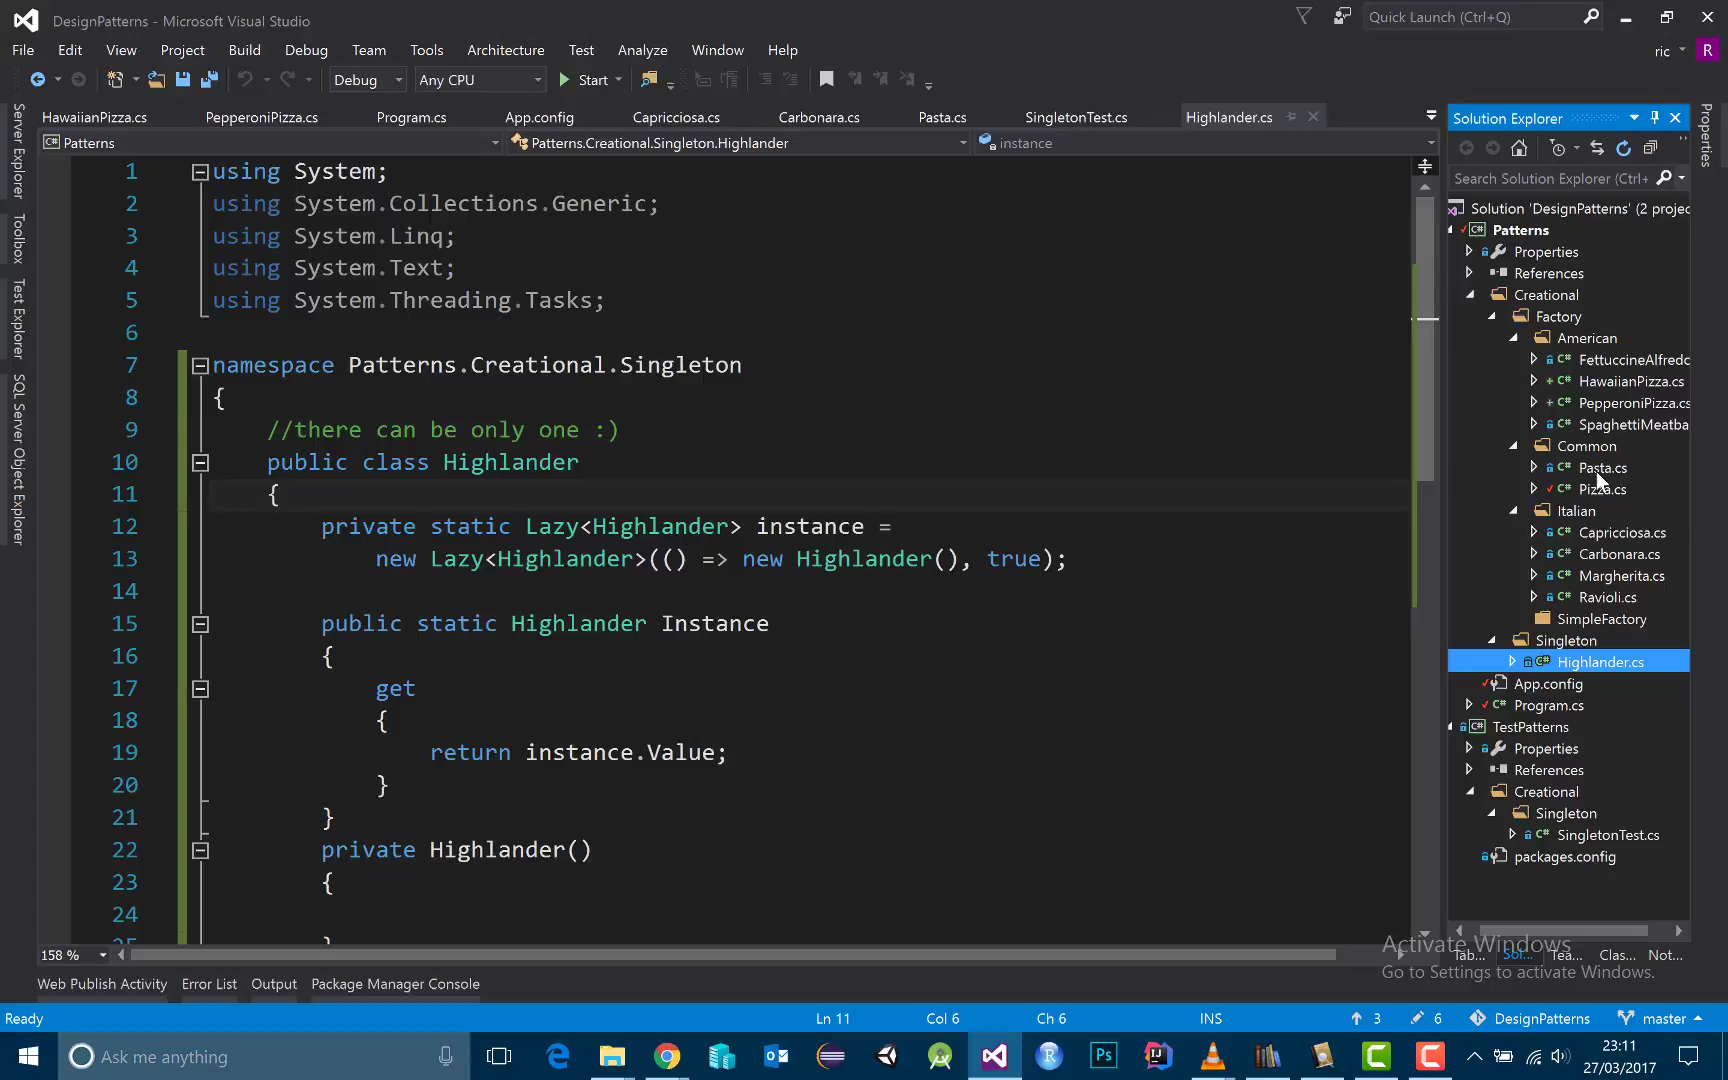 DesignPatterns - Microsoft Visual Studio
Quick Launch (Ctrl+Q)
File Edit View Project Build Debug Team Tools Architecture Test Analyze Window Help
ric R
Debug Any CPU Start
HawaiianPizza.cs PepperoniPizza.cs Program.cs App.config Capricciosa.cs Carbonara.cs Pasta.cs SingletonTest.cs Highlander.cs
Patterns Patterns.Creational.Singleton.Highlander instance
Server Explorer
Toolbox
Test Explorer
SQL Server Object Explorer
1 using System;
2 using System.Collections.Generic;
3 using System.Linq;
4 using System.Text;
5 using System.Threading.Tasks;
6
7 namespace Patterns.Creational.Singleton
8 {
9 //there can be only one :)
10 public class Highlander
11 {
12 private static Lazy<Highlander> instance =
13 new Lazy<Highlander>(() => new Highlander(), true);
14
15 public static Highlander Instance
16 {
17 get
18 {
19 return instance.Value;
20 }
21 }
22 private Highlander()
23 {
24
158 %
Solution Explorer
Properties
Search Solution Explorer (Ctrl+
Solution 'DesignPatterns' (2 projec
C# Patterns
Properties
References
Creational
Factory
American
C# FettuccineAlfredo
C# HawaiianPizza.cs
C# PepperoniPizza.cs
C# SpaghettiMeatba
Common
C# Pasta.cs
C# Pizza.cs
Italian
C# Capricciosa.cs
C# Carbonara.cs
C# Margherita.cs
C# Ravioli.cs
SimpleFactory
Singleton
C# Highlander.cs
App.config
C# Program.cs
C# TestPatterns
Properties
References
Creational
Singleton
C# SingletonTest.cs
packages.config
Tab... Sol... Tea... Clas... Not...
Activate Windows
Go to Settings to activate Windows.
Web Publish Activity Error List Output Package Manager Console
Ready Ln 11 Col 6 Ch 6 INS 3 6 DesignPatterns master
Ask me anything
R
Ps
IJ
C
C
23:11
27/03/2017